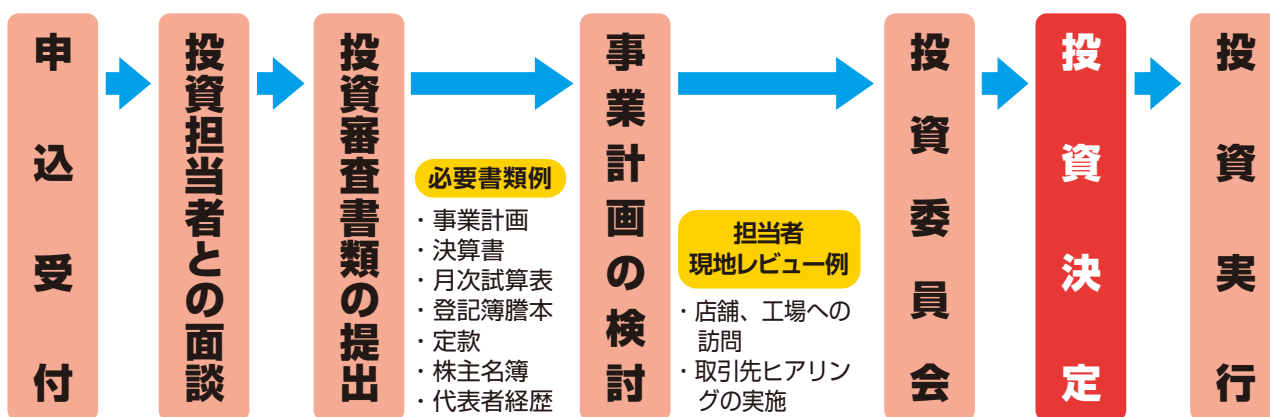 申込受付
投資担当者との面談
投資審査書類の提出
必要書類例
・事業計画
・決算書
・月次試算表
・登記簿謄本
・定款
・株主名簿
・代表者経歴
事業計画の検討
担当者
現地レビュー例
・店舗、工場への
訪問
・取引先ヒアリン
グの実施
投資委員会
投資決定
投資実行